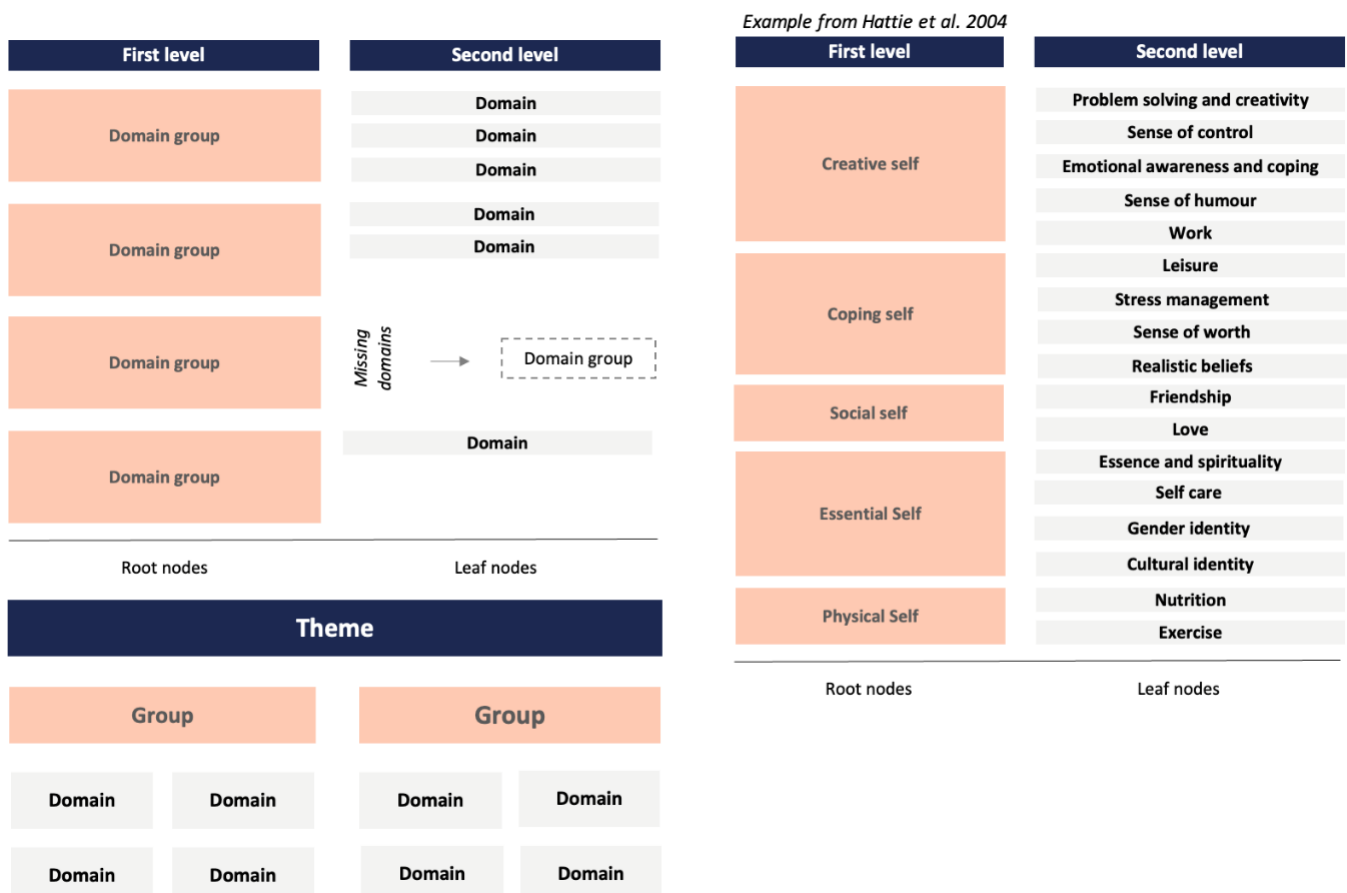 First level
Second level
Domain group
Domain
Domain
Domain
Domain group
Domain
Domain
Domain group
Missing
domains
Domain group
Domain group
Domain
Root nodes
Leaf nodes
Theme
Group
Group
Domain
Domain
Domain
Domain
Domain
Domain
Domain
Domain
Example from Hattie et al. 2004
First level
Second level
Creative self
Problem solving and creativity
Sense of control
Emotional awareness and coping
Sense of humour
Work
Coping self
Leisure
Stress management
Sense of worth
Realistic beliefs
Social self
Friendship
Love
Essential Self
Essence and spirituality
Self care
Gender identity
Cultural identity
Physical Self
Nutrition
Exercise
Root nodes
Leaf nodes